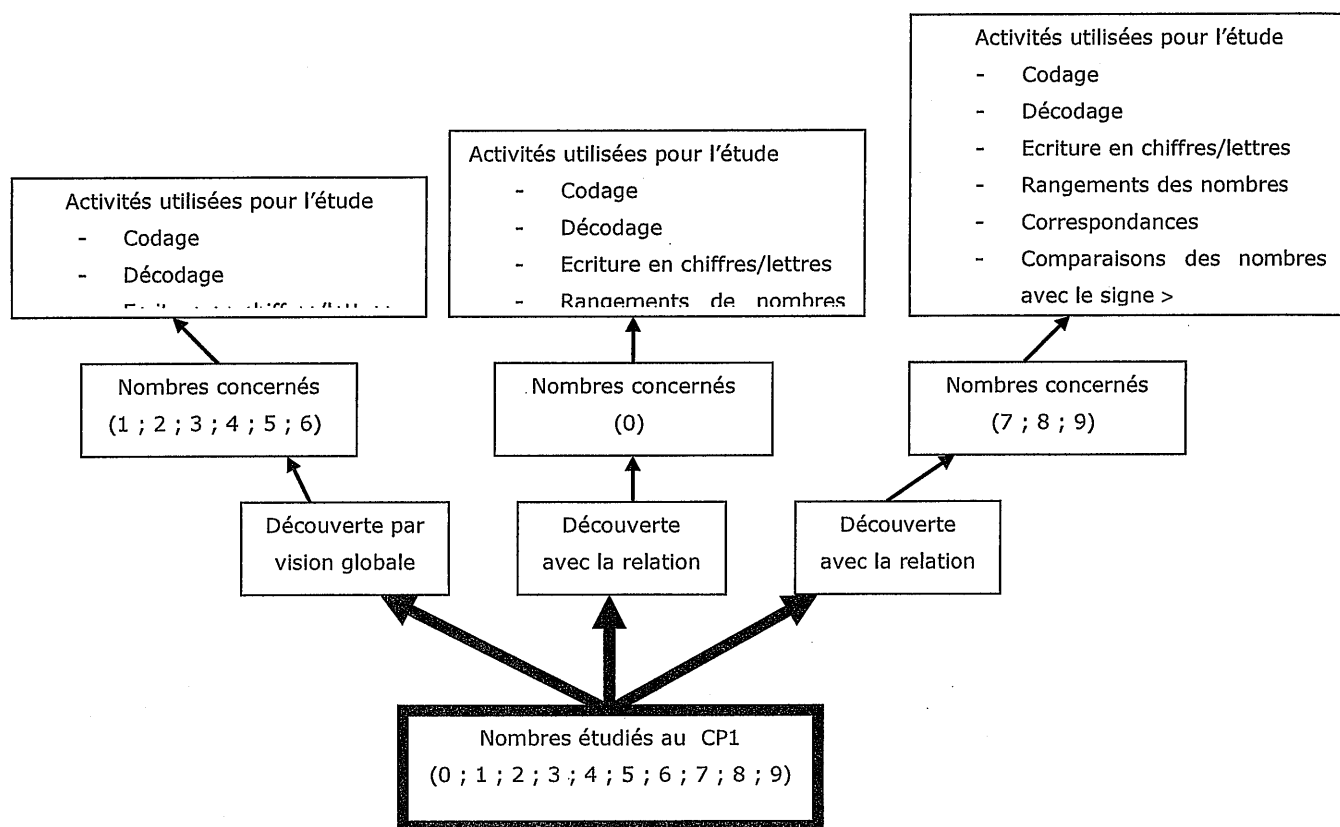 Activités utilisées pour l'étude
- Codage
- Décodage
- Ecriture en chiffres/lettres
- Rangements des nombres
- Correspondances
- Comparaisons des nombres
avec le signe >
Activités utilisées pour l'étude
- Codage
- Décodage
- Ecriture en chiffres/lettres
- Rangements de nombres
Activités utilisées pour l'étude
- Codage
- Décodage
- Ecriture en chiffres/lettres
Nombres concernés
(1 ; 2 ; 3 ; 4 ; 5 ; 6)
Nombres concernés
(0)
Nombres concernés
(7 ; 8 ; 9)
Découverte par
vision globale
Découverte
avec la relation
Découverte
avec la relation
Nombres étudiés au CP1
(0 ; 1 ; 2 ; 3 ; 4 ; 5 ; 6 ; 7 ; 8 ; 9)